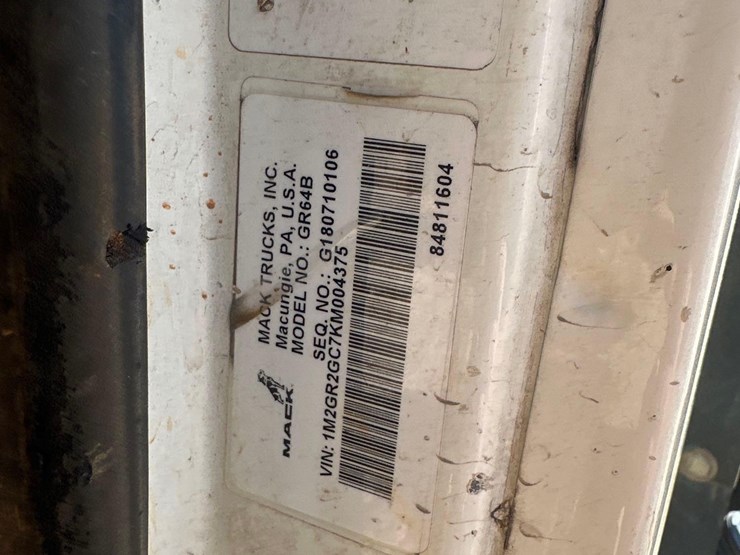 MACK TRUCKS, INC.
Macungie, PA, U.S.A.
MODEL NO.: GR64B
SEQ. NO.: G180710106
MACK
VIN: 1M2GR2GC7KM004375
84811604